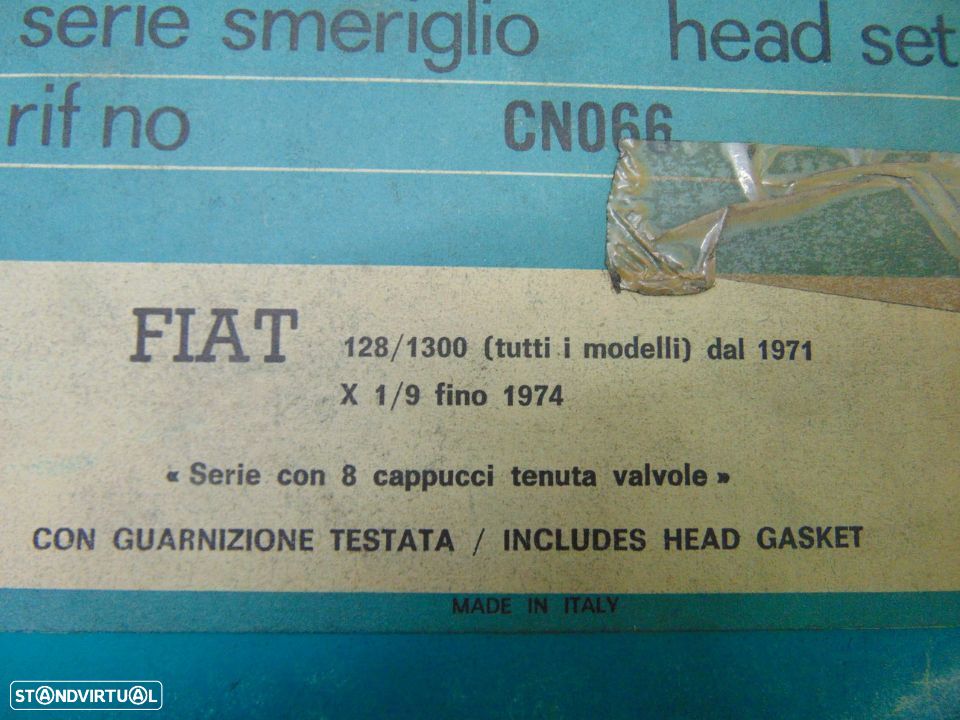 serie smeriglio head set
rif no CN066
FIAT 128/1300 (tutti i modelli) dal 1971
X 1/9 fino 1974
« Serie con 8 cappucci tenuta valvole »
CON GUARNIZIONE TESTATA / INCLUDES HEAD GASKET
MADE IN ITALY
STANDVIRTUAL